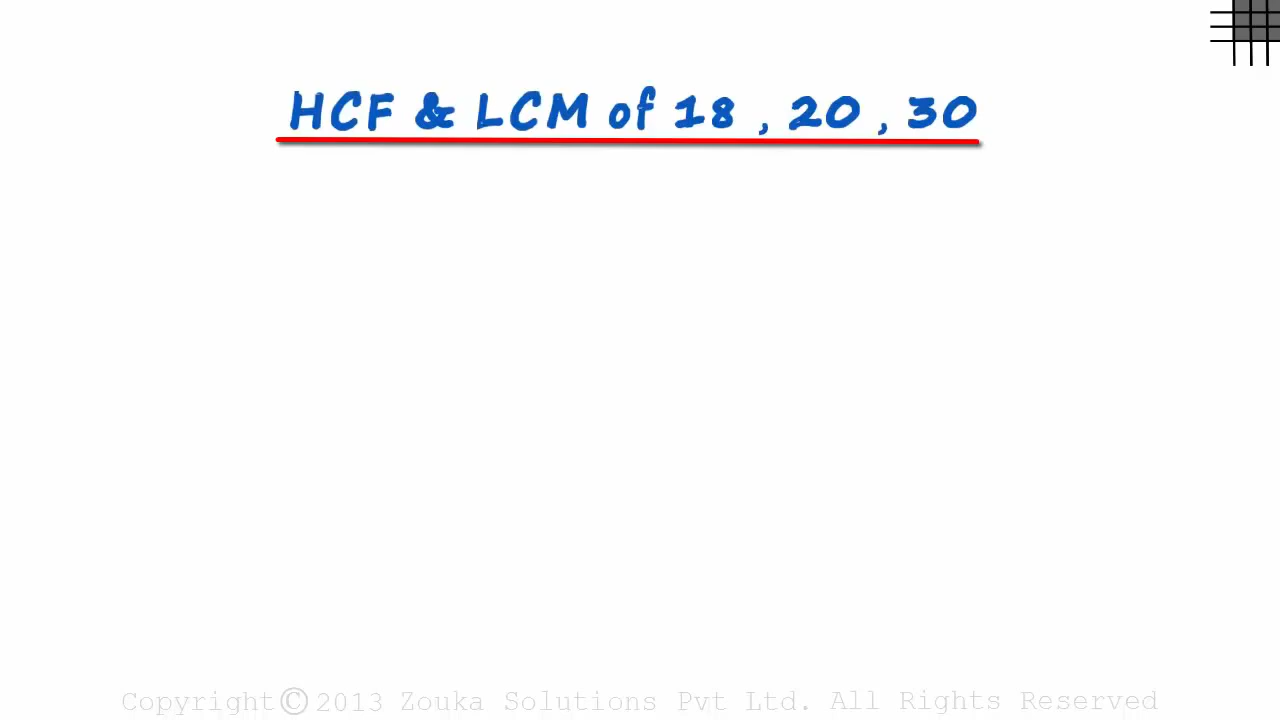 HCF & LCM of 18 , 20 , 30
Copyright© 2013 Zouka Solutions Pvt Ltd. All Rights Reserved